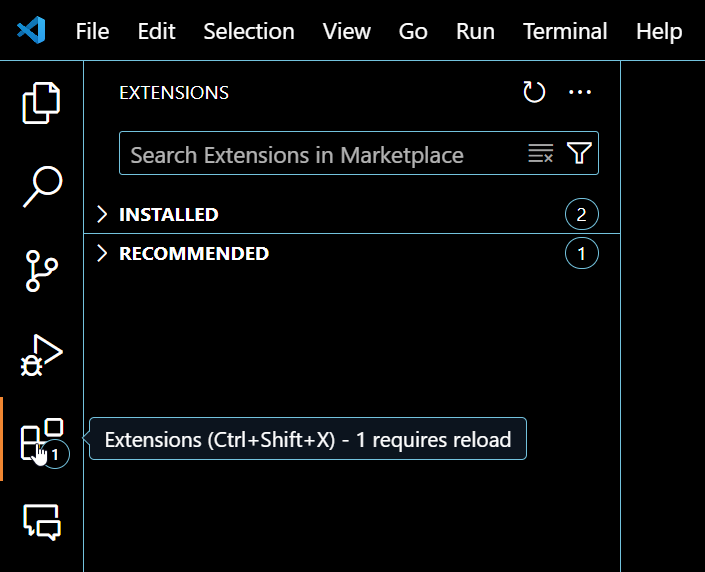 File Edit Selection View Go Run Terminal Help
EXTENSIONS
Search Extensions in Marketplace
INSTALLED 2
RECOMMENDED 1
Extensions (Ctrl+Shift+X) - 1 requires reload
1